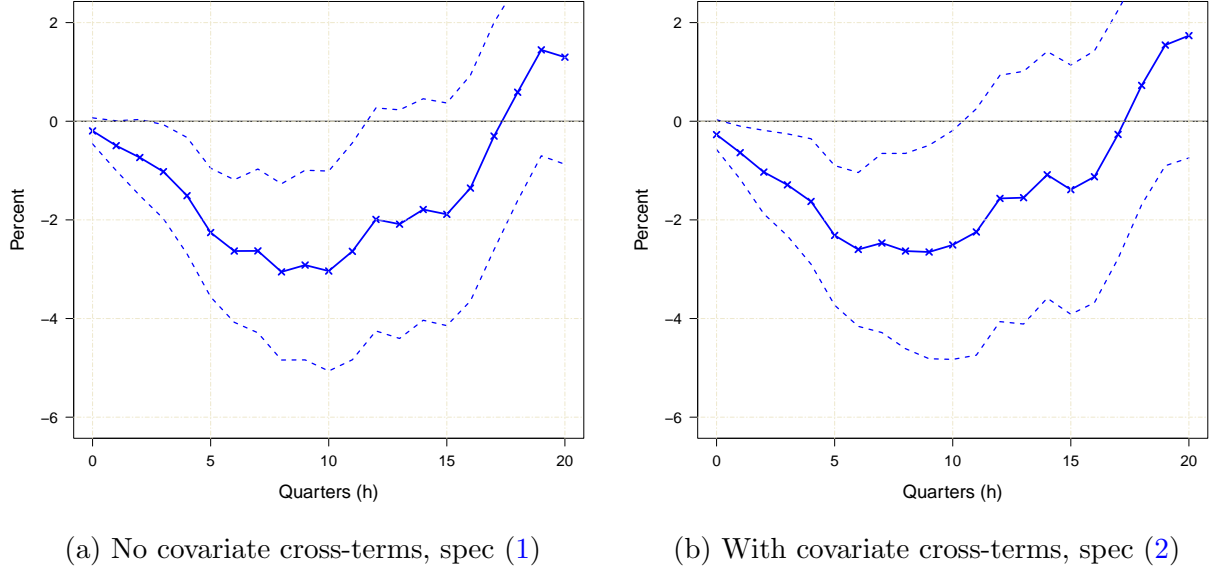 2
0
−2
−4
−6
Percent
0 5 10 15 20
Quarters (h)
(a) No covariate cross-terms, spec (1)
2
0
−2
−4
−6
Percent
0 5 10 15 20
Quarters (h)
(b) With covariate cross-terms, spec (2)